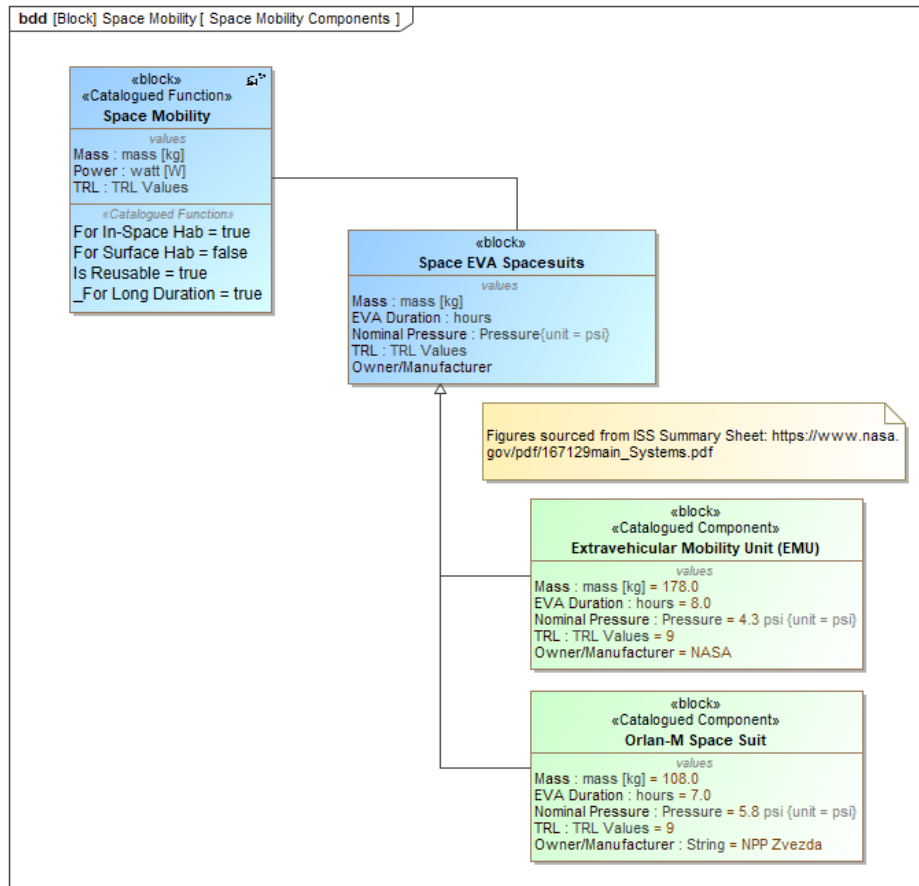 bdd [Block] Space Mobility [ Space Mobility Components ]
«block»
«Catalogued Function»
Space Mobility
values
Mass : mass [kg]
Power : watt [W]
TRL : TRL Values
«Catalogued Function»
For In-Space Hab = true
For Surface Hab = false
Is Reusable = true
_For Long Duration = true
«block»
Space EVA Spacesuits
values
Mass : mass [kg]
EVA Duration : hours
Nominal Pressure : Pressure{unit = psi}
TRL : TRL Values
Owner/Manufacturer
Figures sourced from ISS Summary Sheet: https://www.nasa.
gov/pdf/167129main_Systems.pdf
«block»
«Catalogued Component»
Extravehicular Mobility Unit (EMU)
values
Mass : mass [kg] = 178.0
EVA Duration : hours = 8.0
Nominal Pressure : Pressure = 4.3 psi {unit = psi}
TRL : TRL Values = 9
Owner/Manufacturer = NASA
«block»
«Catalogued Component»
Orlan-M Space Suit
values
Mass : mass [kg] = 108.0
EVA Duration : hours = 7.0
Nominal Pressure : Pressure = 5.8 psi {unit = psi}
TRL : TRL Values = 9
Owner/Manufacturer : String = NPP Zvezda